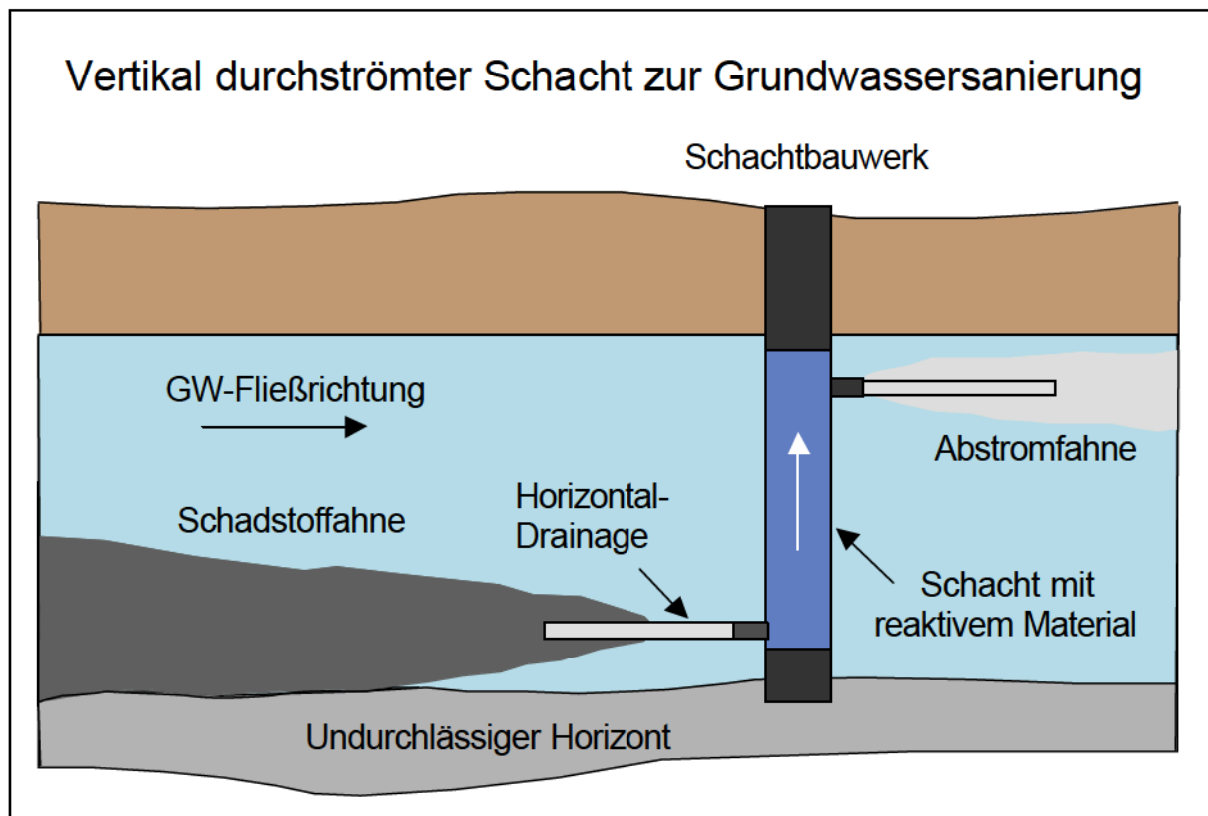 Vertikal durchströmter Schacht zur Grundwassersanierung
Schachtbauwerk
GW-Fließrichtung
Abstromfahne
Horizontal-
Drainage
Schadstoffahne
Schacht mit
reaktivem Material
Undurchlässiger Horizont